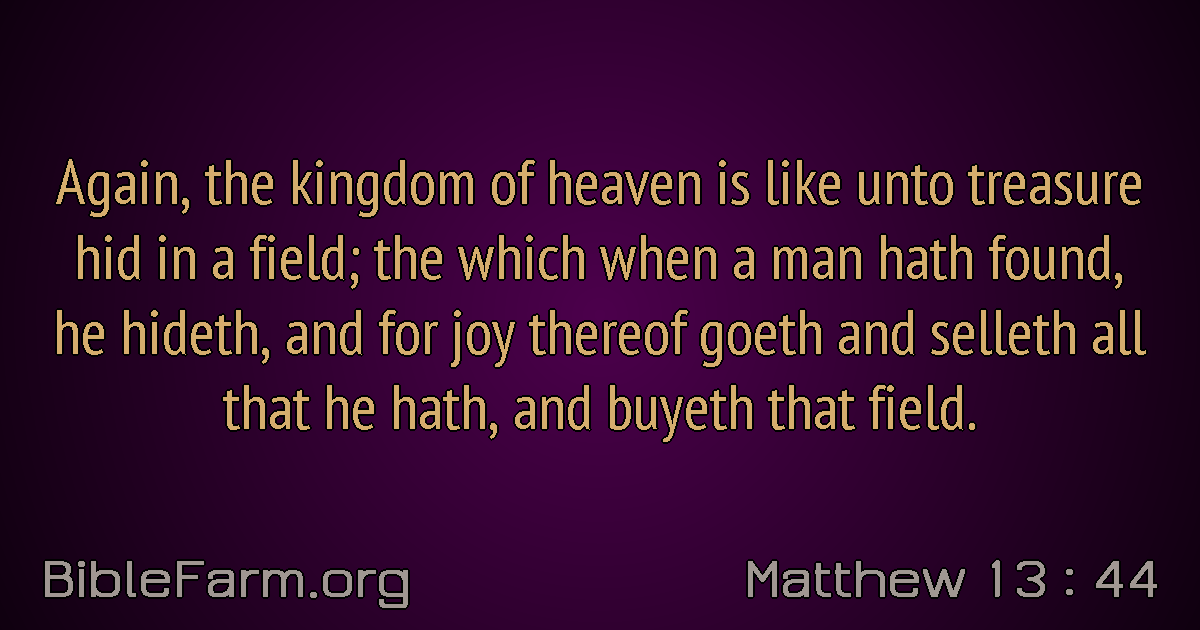 Again, the kingdom of heaven is like unto treasure
hid in a field; the which when a man hath found,
he hideth, and for joy thereof goeth and selleth all
that he hath, and buyeth that field.
BibleFarm.org
Matthew 13 : 44